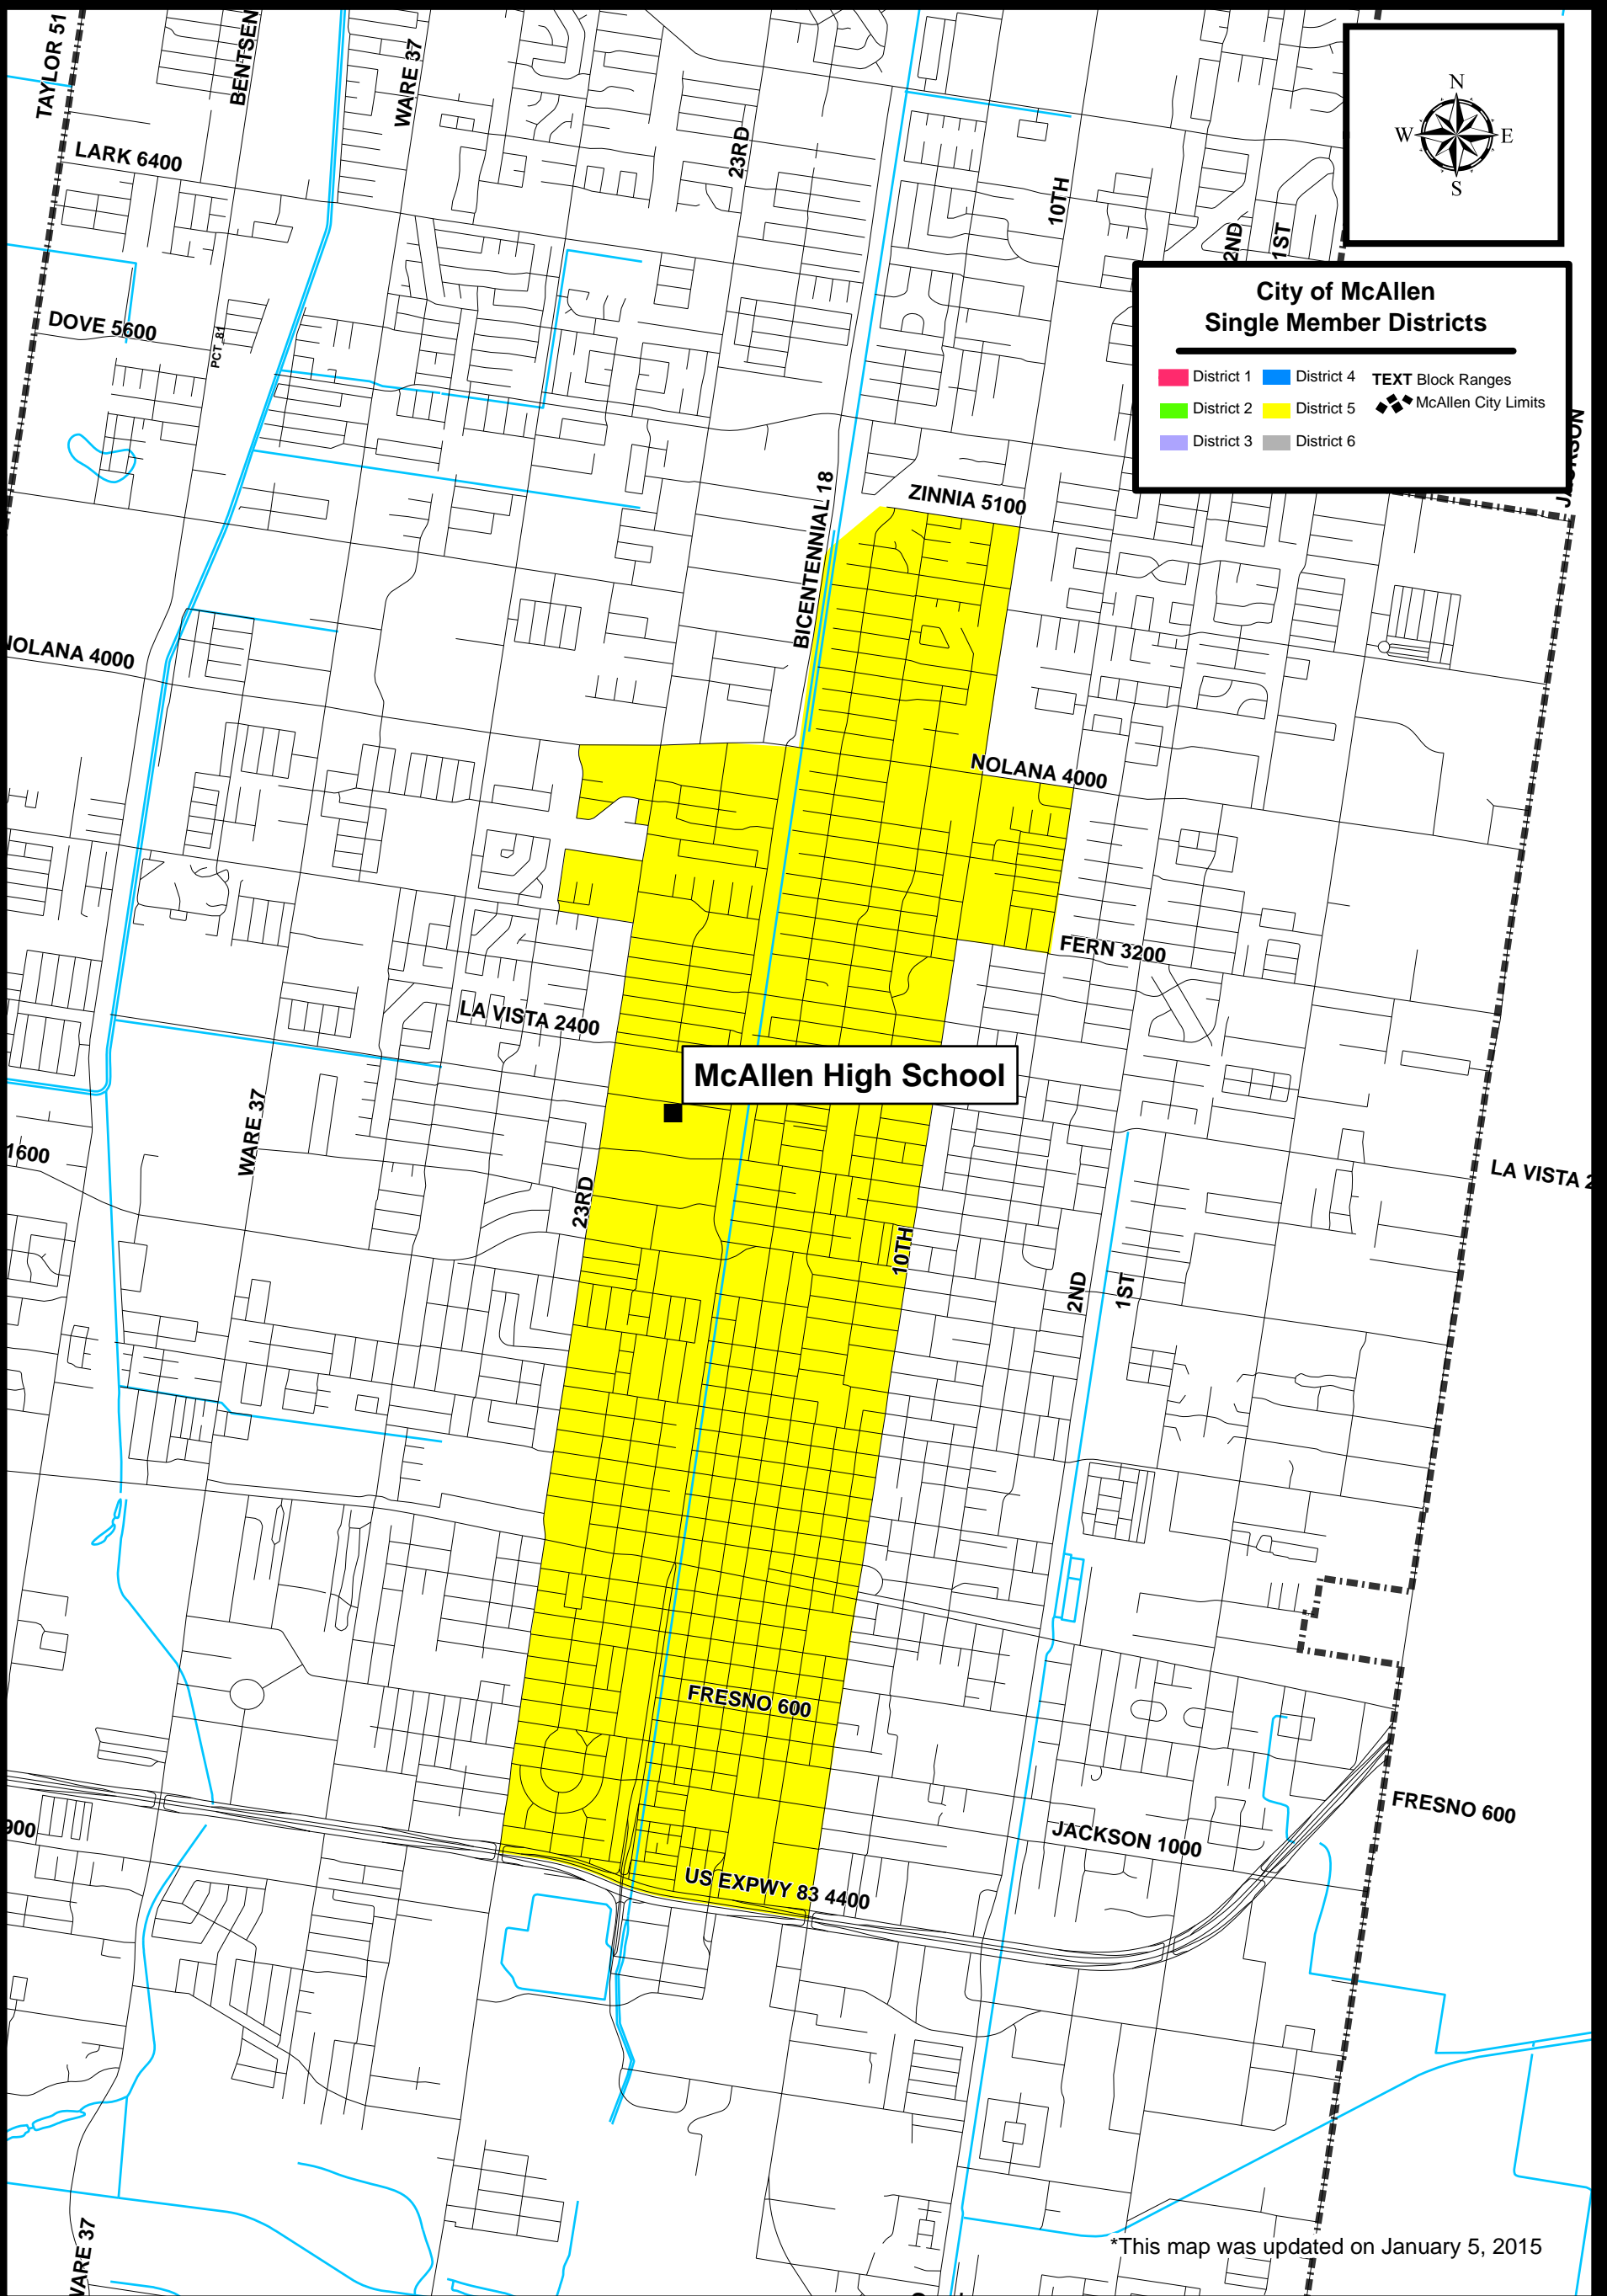 TAYLOR 51
BENTSEN
WARE 37
23RD
10TH
2ND
1ST
N
W E
S
LARK 6400
DOVE 5600
PCT 81
City of McAllen
Single Member Districts
District 1 District 4 TEXT Block Ranges
District 2 District 5 McAllen City Limits
District 3 District 6
BICENTENNIAL 18
ZINNIA 5100
NOLANA 4000
NOLANA 4000
FERN 3200
LA VISTA 2400
McAllen High School
WARE 37
1600
23RD
10TH
2ND
1ST
LA VISTA 2
FRESNO 600
FRESNO 600
JACKSON 1000
900
US EXPWY 83 4400
WARE 37
*This map was updated on January 5, 2015